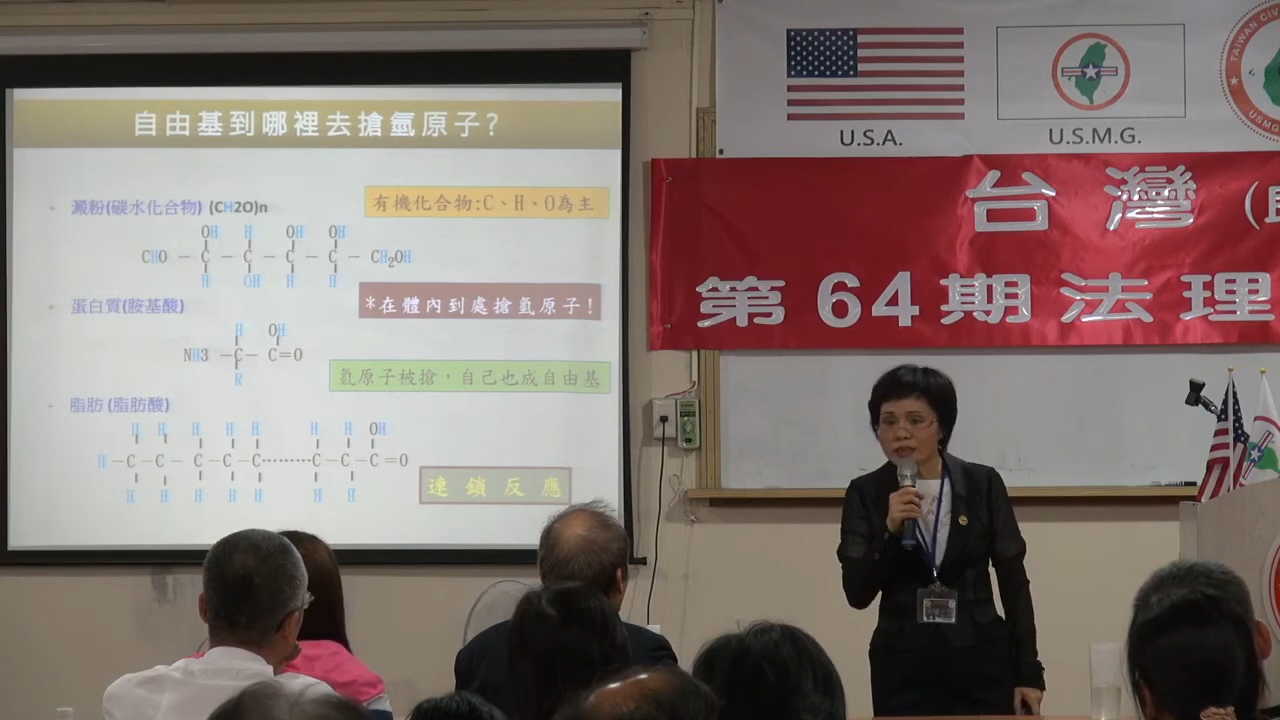 自由基到哪裡去搶氫原子?
澱粉(碳水化合物) (CH2O)n
有機化合物:C、H、O為主
OH H OH OH
CHO — C — C — C — C — CH₂OH
H OH H H
蛋白質(胺基酸)
*在體內到處搶氫原子!
H OH
NH3 — C — C=O
R
氫原子被搶,自己也成自由基
脂肪 (脂肪酸)
H H H H H H H OH
H — C — C — C — C — C ……… C — C — C =O
H H H H H H H
連鎖反應
U.S.A.
U.S.M.G.
TAIWAN CIV
USMG
台灣(
第64期法理